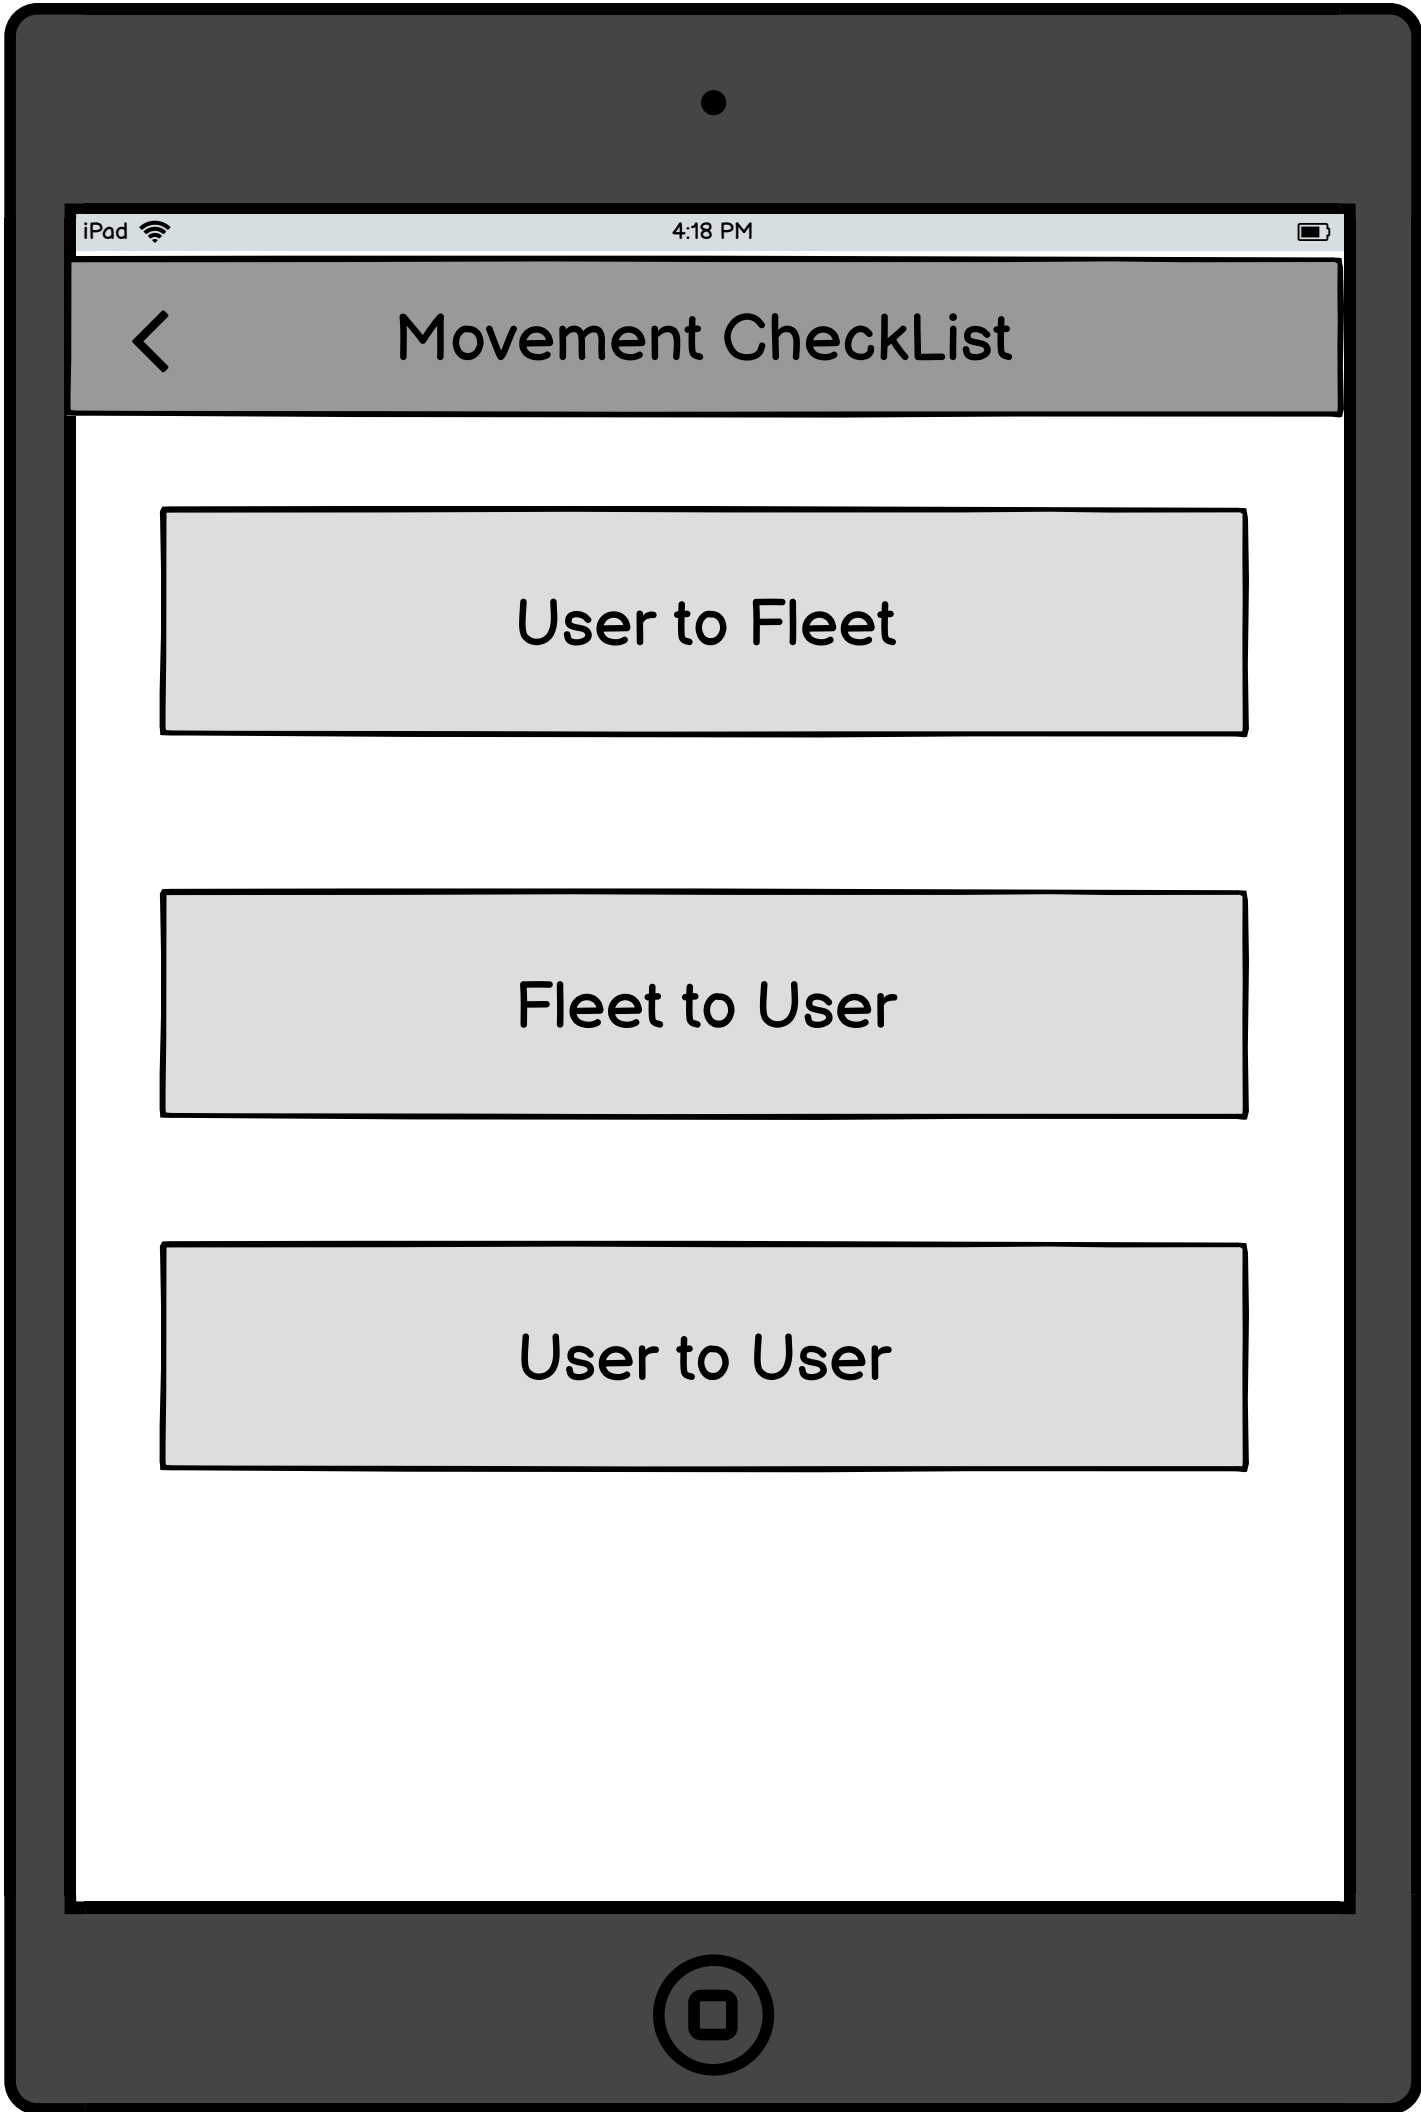 iPad 4:18 PM
Movement CheckList
User to Fleet
Fleet to User
User to User